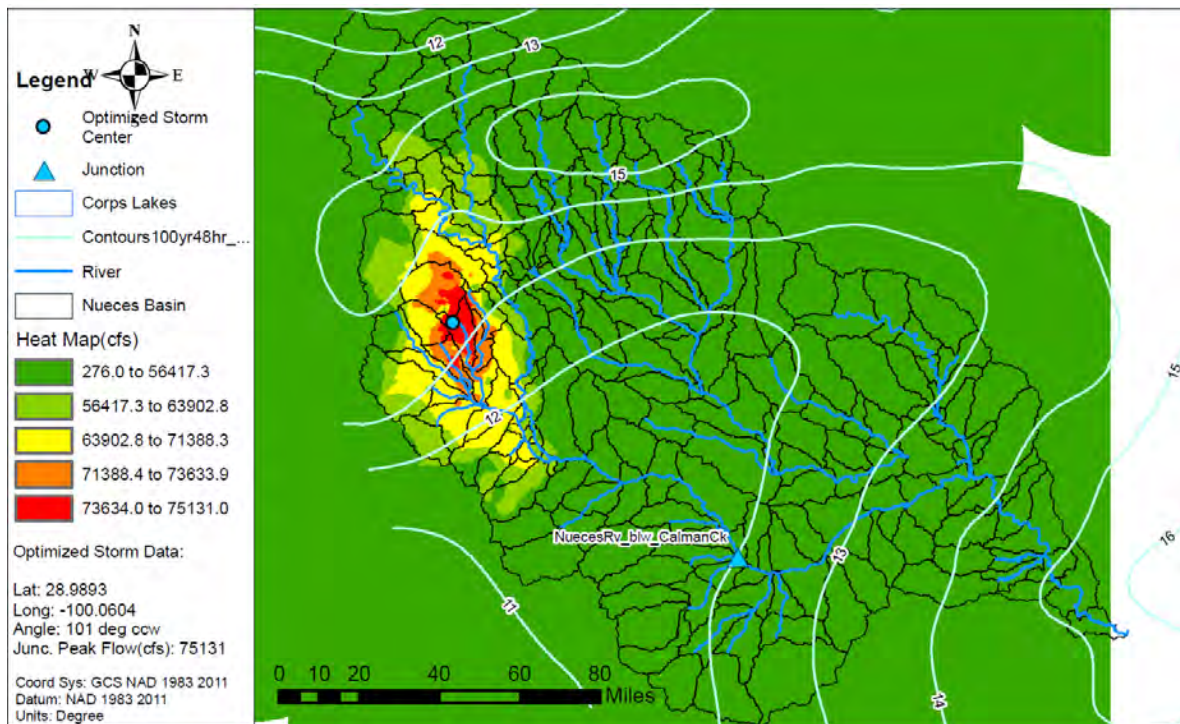 N
Legend
W
E
S
Optimized Storm
Center
Junction
Corps Lakes
Contours100yr48hr_...
River
Nueces Basin
Heat Map(cfs)
276.0 to 56417.3
56417.3 to 63902.8
63902.8 to 71388.3
71388.4 to 73633.9
73634.0 to 75131.0
Optimized Storm Data:
Lat: 28.9893
Long: -100.0604
Angle: 101 deg ccw
Junc. Peak Flow(cfs): 75131
Coord Sys: GCS NAD 1983 2011
Datum: NAD 1983 2011
Units: Degree
12
13
15
15
12
NuecesRv_blw_CalmanCk
13
16
11
14
0 10 20 40 60 80
Miles